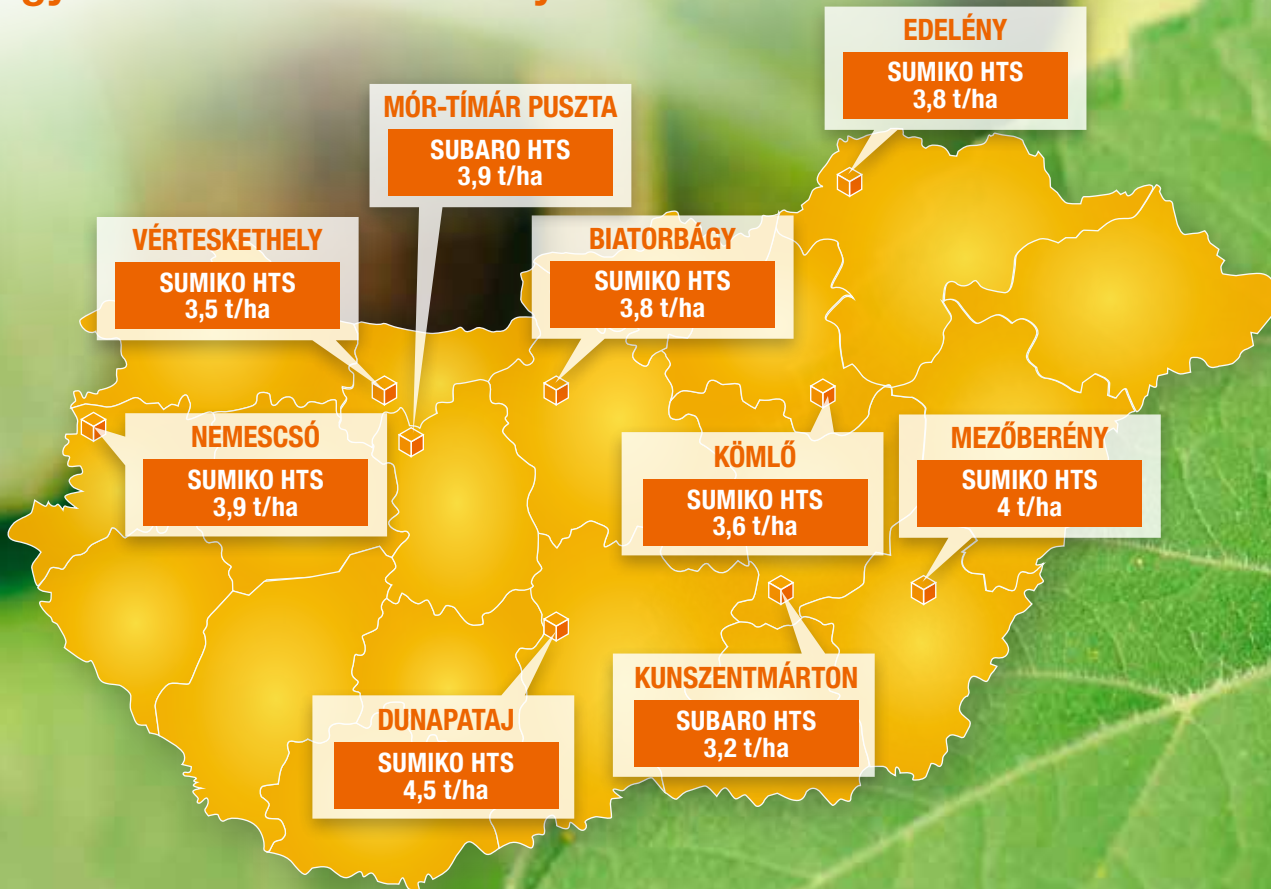 EDELÉNY
SUMIKO HTS
3,8 t/ha
MÓR-TÍMÁR PUSZTA
SUBARO HTS
3,9 t/ha
VÉRTESKETHELY
SUMIKO HTS
3,5 t/ha
BIATORBÁGY
SUMIKO HTS
3,8 t/ha
NEMESCSÓ
SUMIKO HTS
3,9 t/ha
KÖMLŐ
SUMIKO HTS
3,6 t/ha
MEZŐBERÉNY
SUMIKO HTS
4 t/ha
KUNSZENTMÁRTON
SUBARO HTS
3,2 t/ha
DUNAPATAJ
SUMIKO HTS
4,5 t/ha